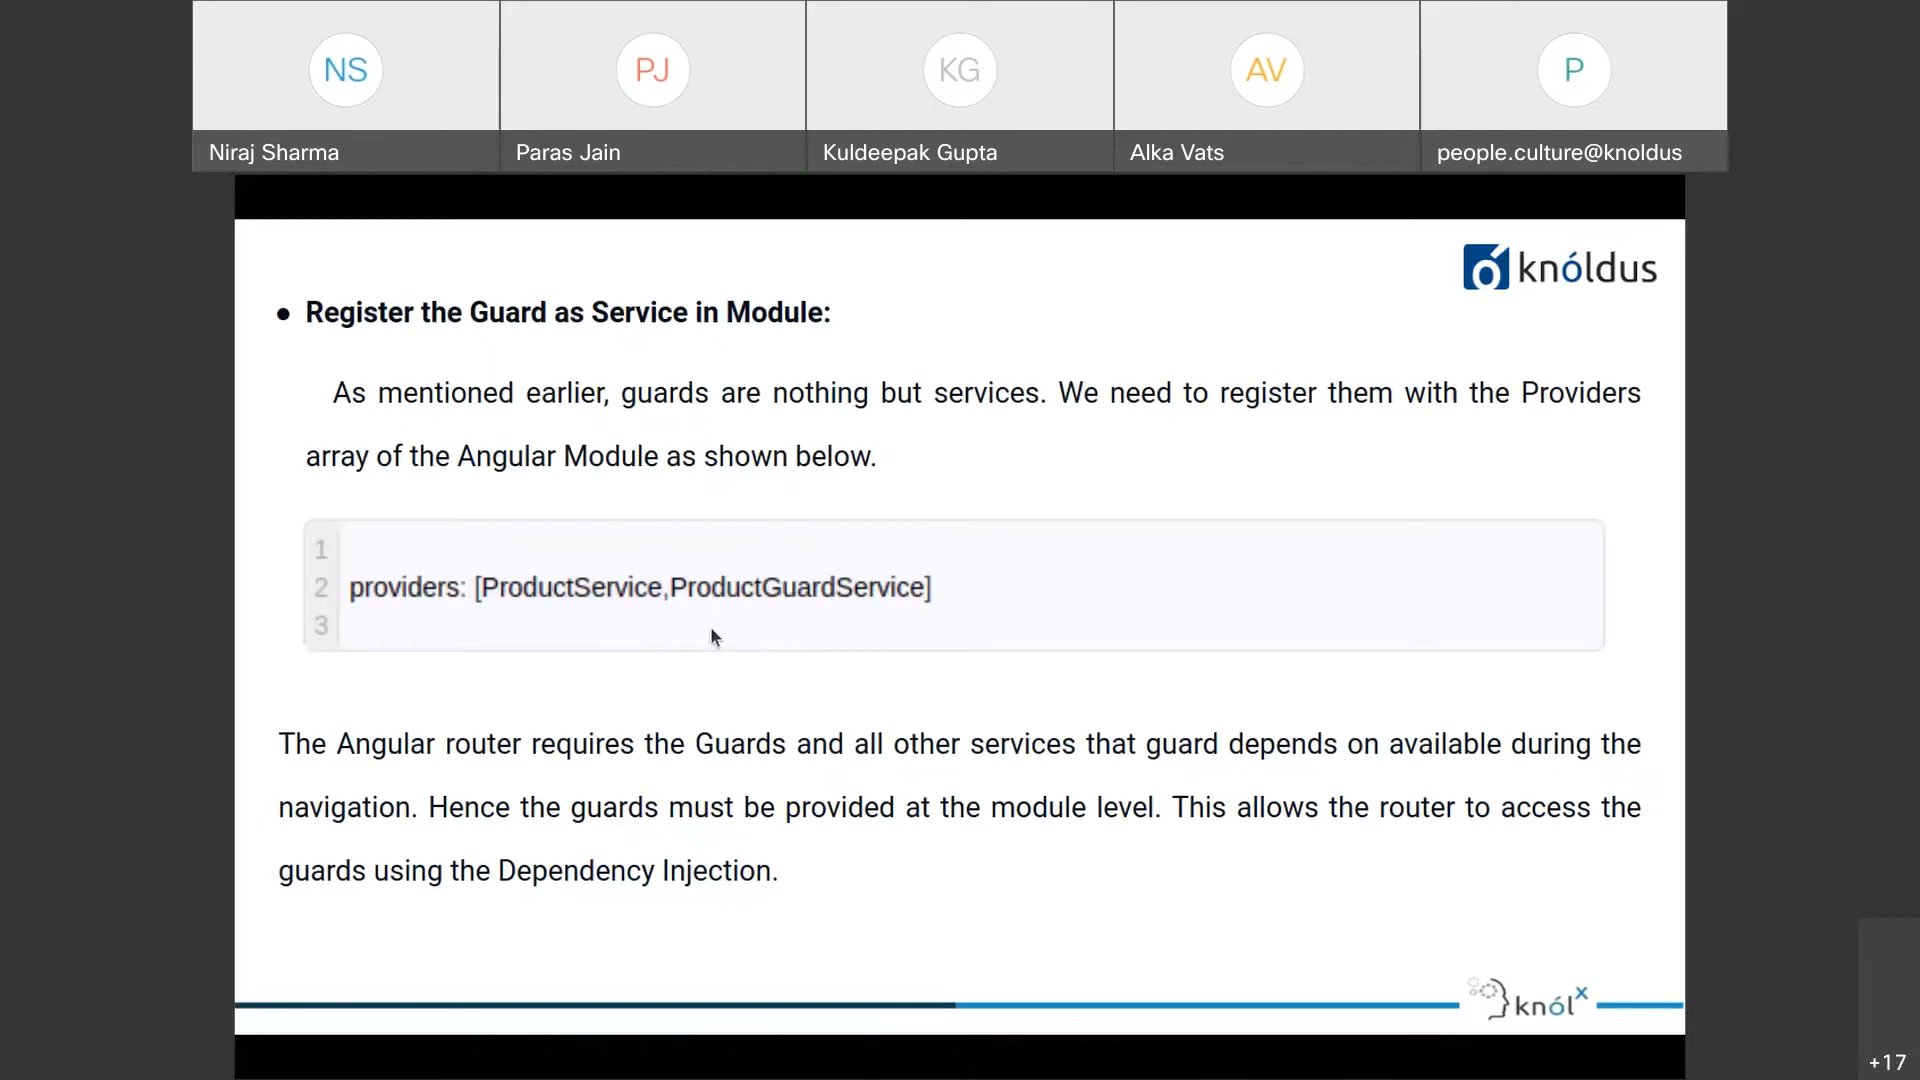 NS PJ KG AV P
Niraj Sharma Paras Jain Kuldeepak Gupta Alka Vats people.culture@knoldus
knóldus
● Register the Guard as Service in Module:
As mentioned earlier, guards are nothing but services. We need to register them with the Providers
array of the Angular Module as shown below.
1
2 providers: [ProductService,ProductGuardService]
3
The Angular router requires the Guards and all other services that guard depends on available during the
navigation. Hence the guards must be provided at the module level. This allows the router to access the
guards using the Dependency Injection.
knólx
+17